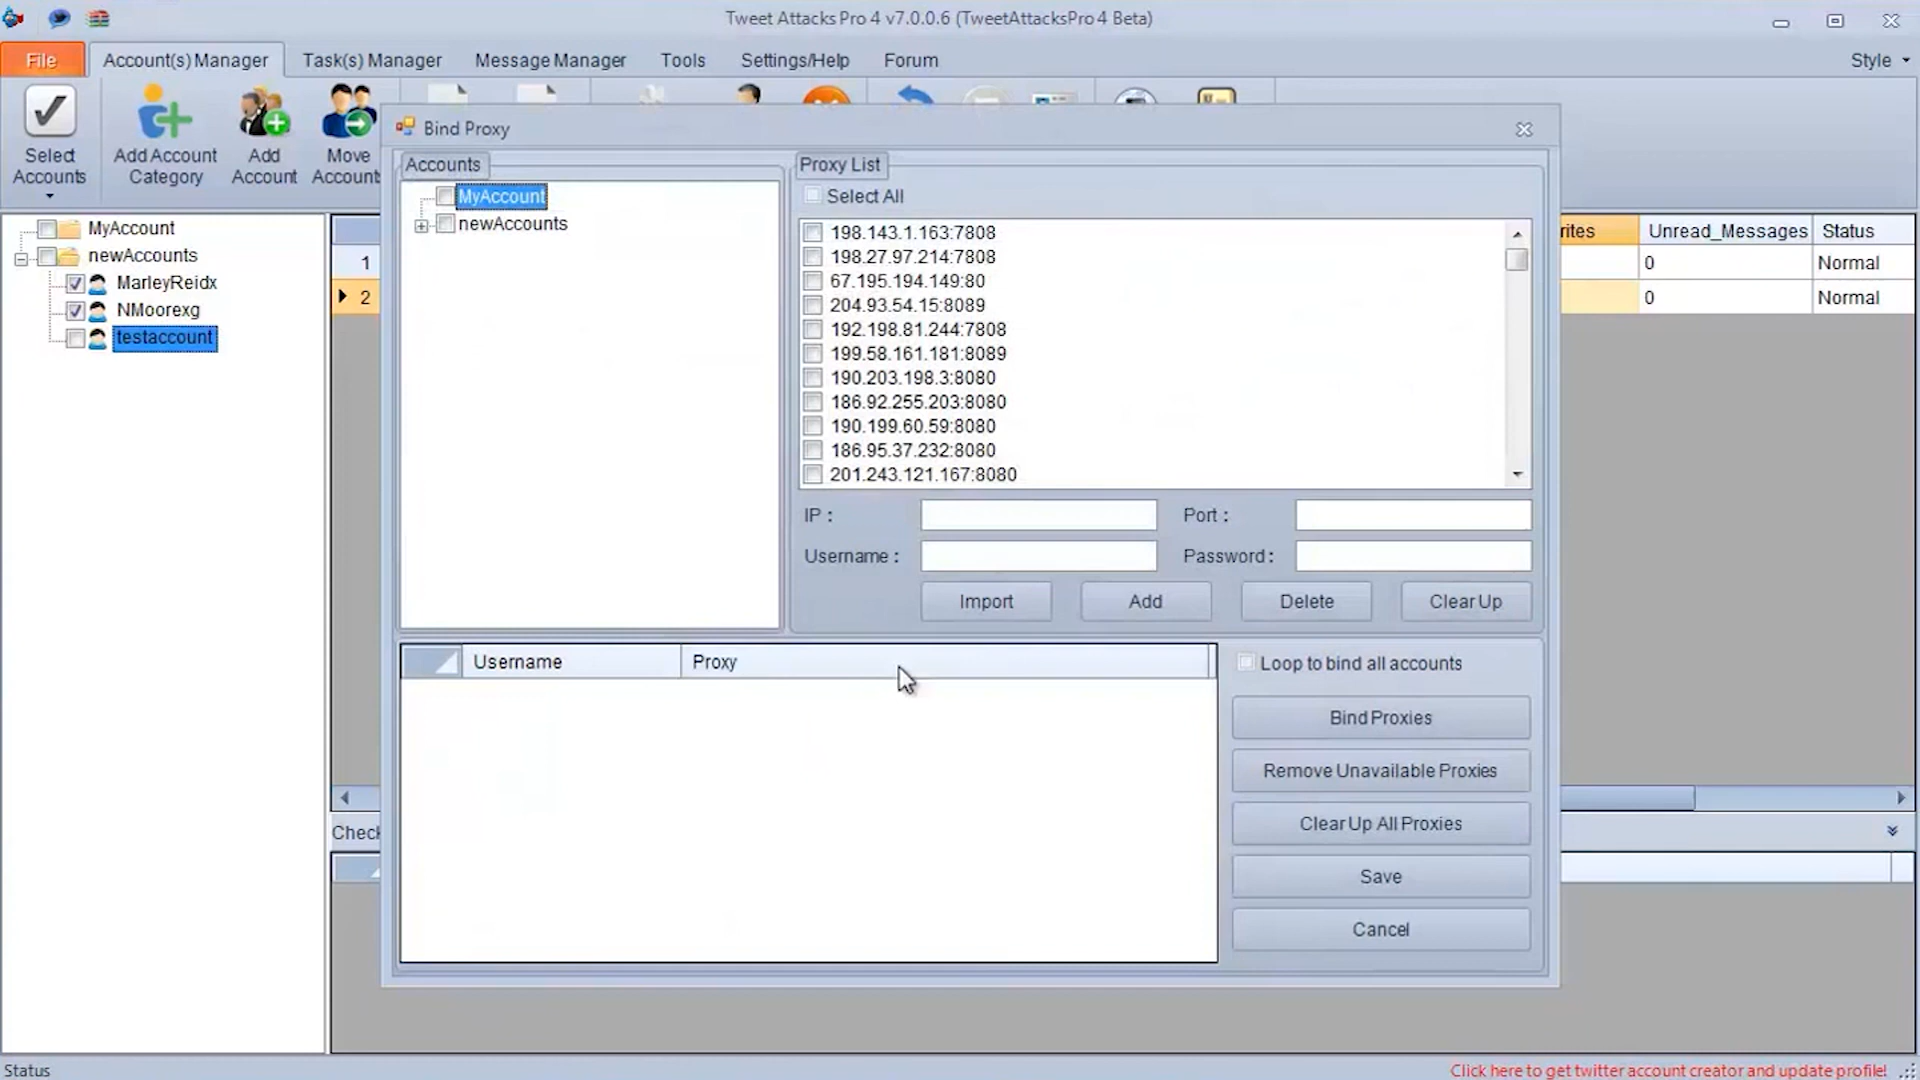 Tweet Attacks Pro 4 v7.0.0.6 (TweetAttacksPro 4 Beta)
File Account(s) Manager Task(s) Manager Message Manager Tools Settings/Help Forum Style
Select Accounts
Add Account Category
Add Account
Move Account
MyAccount
newAccounts
MarleyReidx
NMoorexg
testaccount
Bind Proxy
Accounts
MyAccount
newAccounts
Proxy List
Select All
198.143.1.163:7808
198.27.97.214:7808
67.195.194.149:80
204.93.54.15:8089
192.198.81.244:7808
199.58.161.181:8089
190.203.198.3:8080
186.92.255.203:8080
190.199.60.59:8080
186.95.37.232:8080
201.243.121.167:8080
IP : Port :
Username : Password :
Import Add Delete Clear Up
Username Proxy
Loop to bind all accounts
Bind Proxies
Remove Unavailable Proxies
Clear Up All Proxies
Save
Cancel
rites Unread_Messages Status
1 0 Normal
2 0 Normal
Check
Status
Click here to get twitter account creator and update profile!